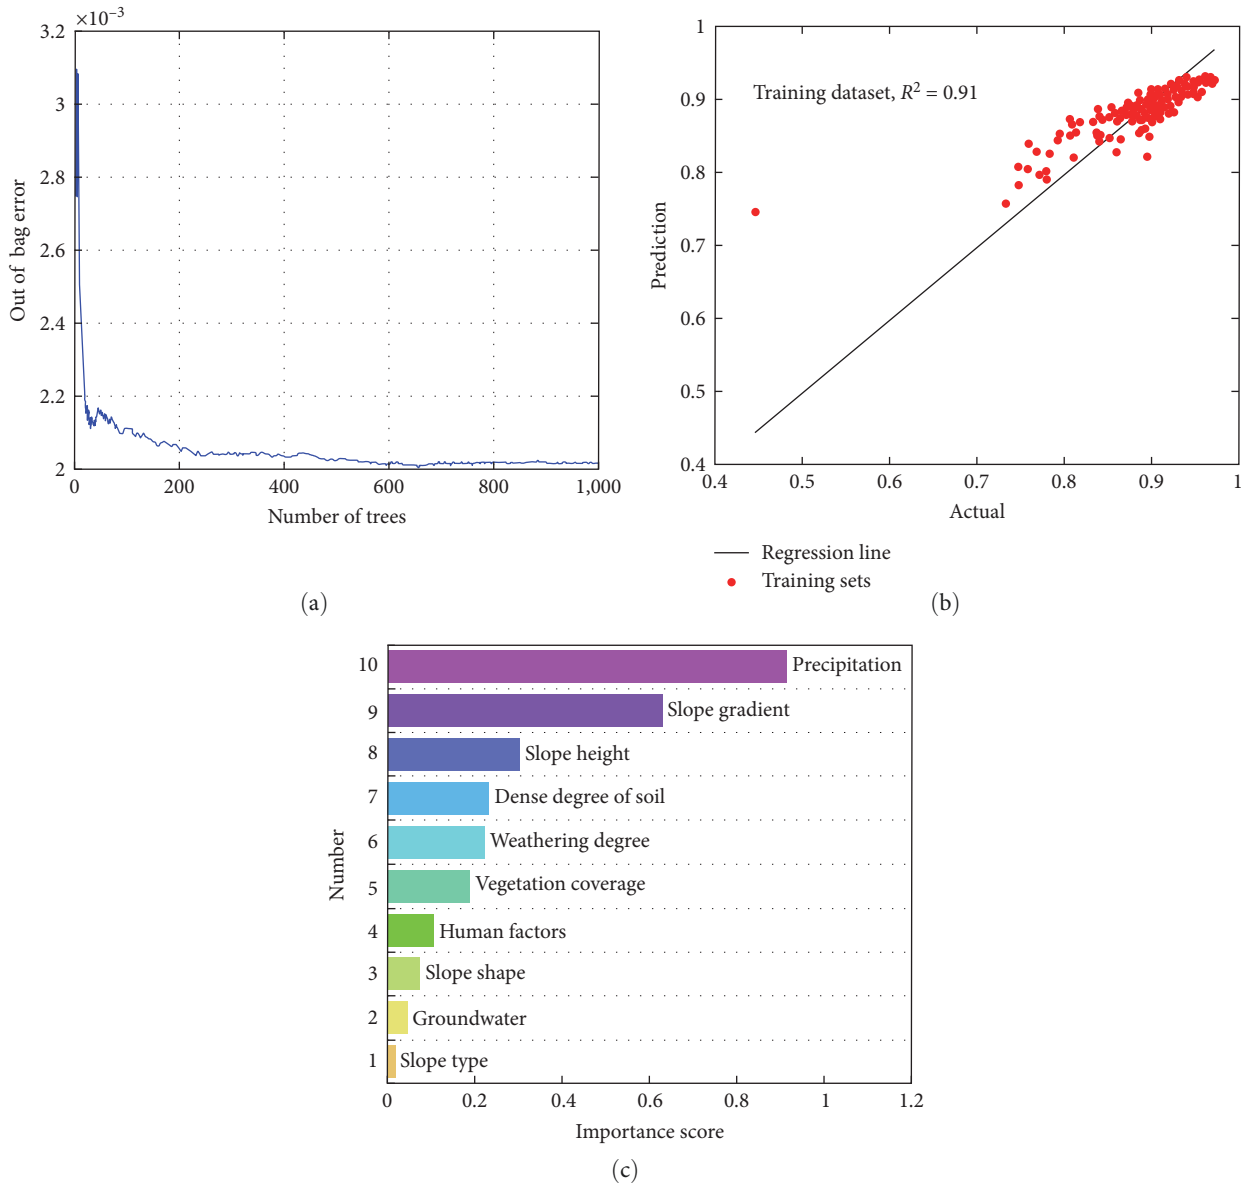 ×10⁻³
3.2
3
2.8
2.6
2.4
2.2
2
Out of bag error
0 200 400 600 800 1,000
Number of trees
(a)
1
0.9
0.8
0.7
0.6
0.5
0.4
Prediction
Training dataset, R² = 0.91
0.4 0.5 0.6 0.7 0.8 0.9 1
Actual
Regression line
Training sets
(b)
10 Precipitation
9 Slope gradient
8 Slope height
7 Dense degree of soil
6 Weathering degree
5 Vegetation coverage
4 Human factors
3 Slope shape
2 Groundwater
1 Slope type
Number
0 0.2 0.4 0.6 0.8 1 1.2
Importance score
(c)